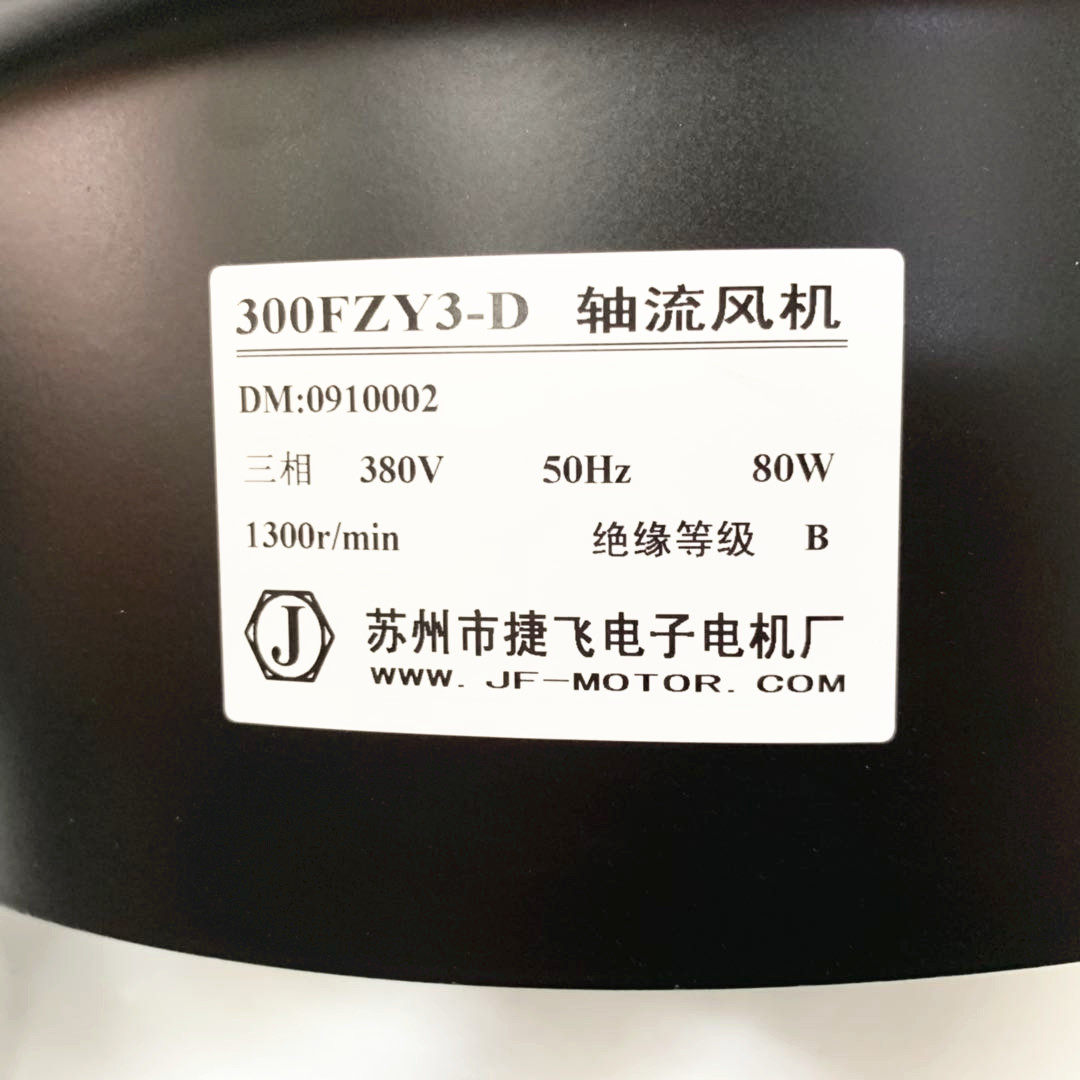 300FZY3-D 轴流风机
DM:0910002
三相 380V 50Hz 80W
1300r/min 绝缘等级 B
J 苏州市捷飞电子电机厂
WWW.JF-MOTOR.COM